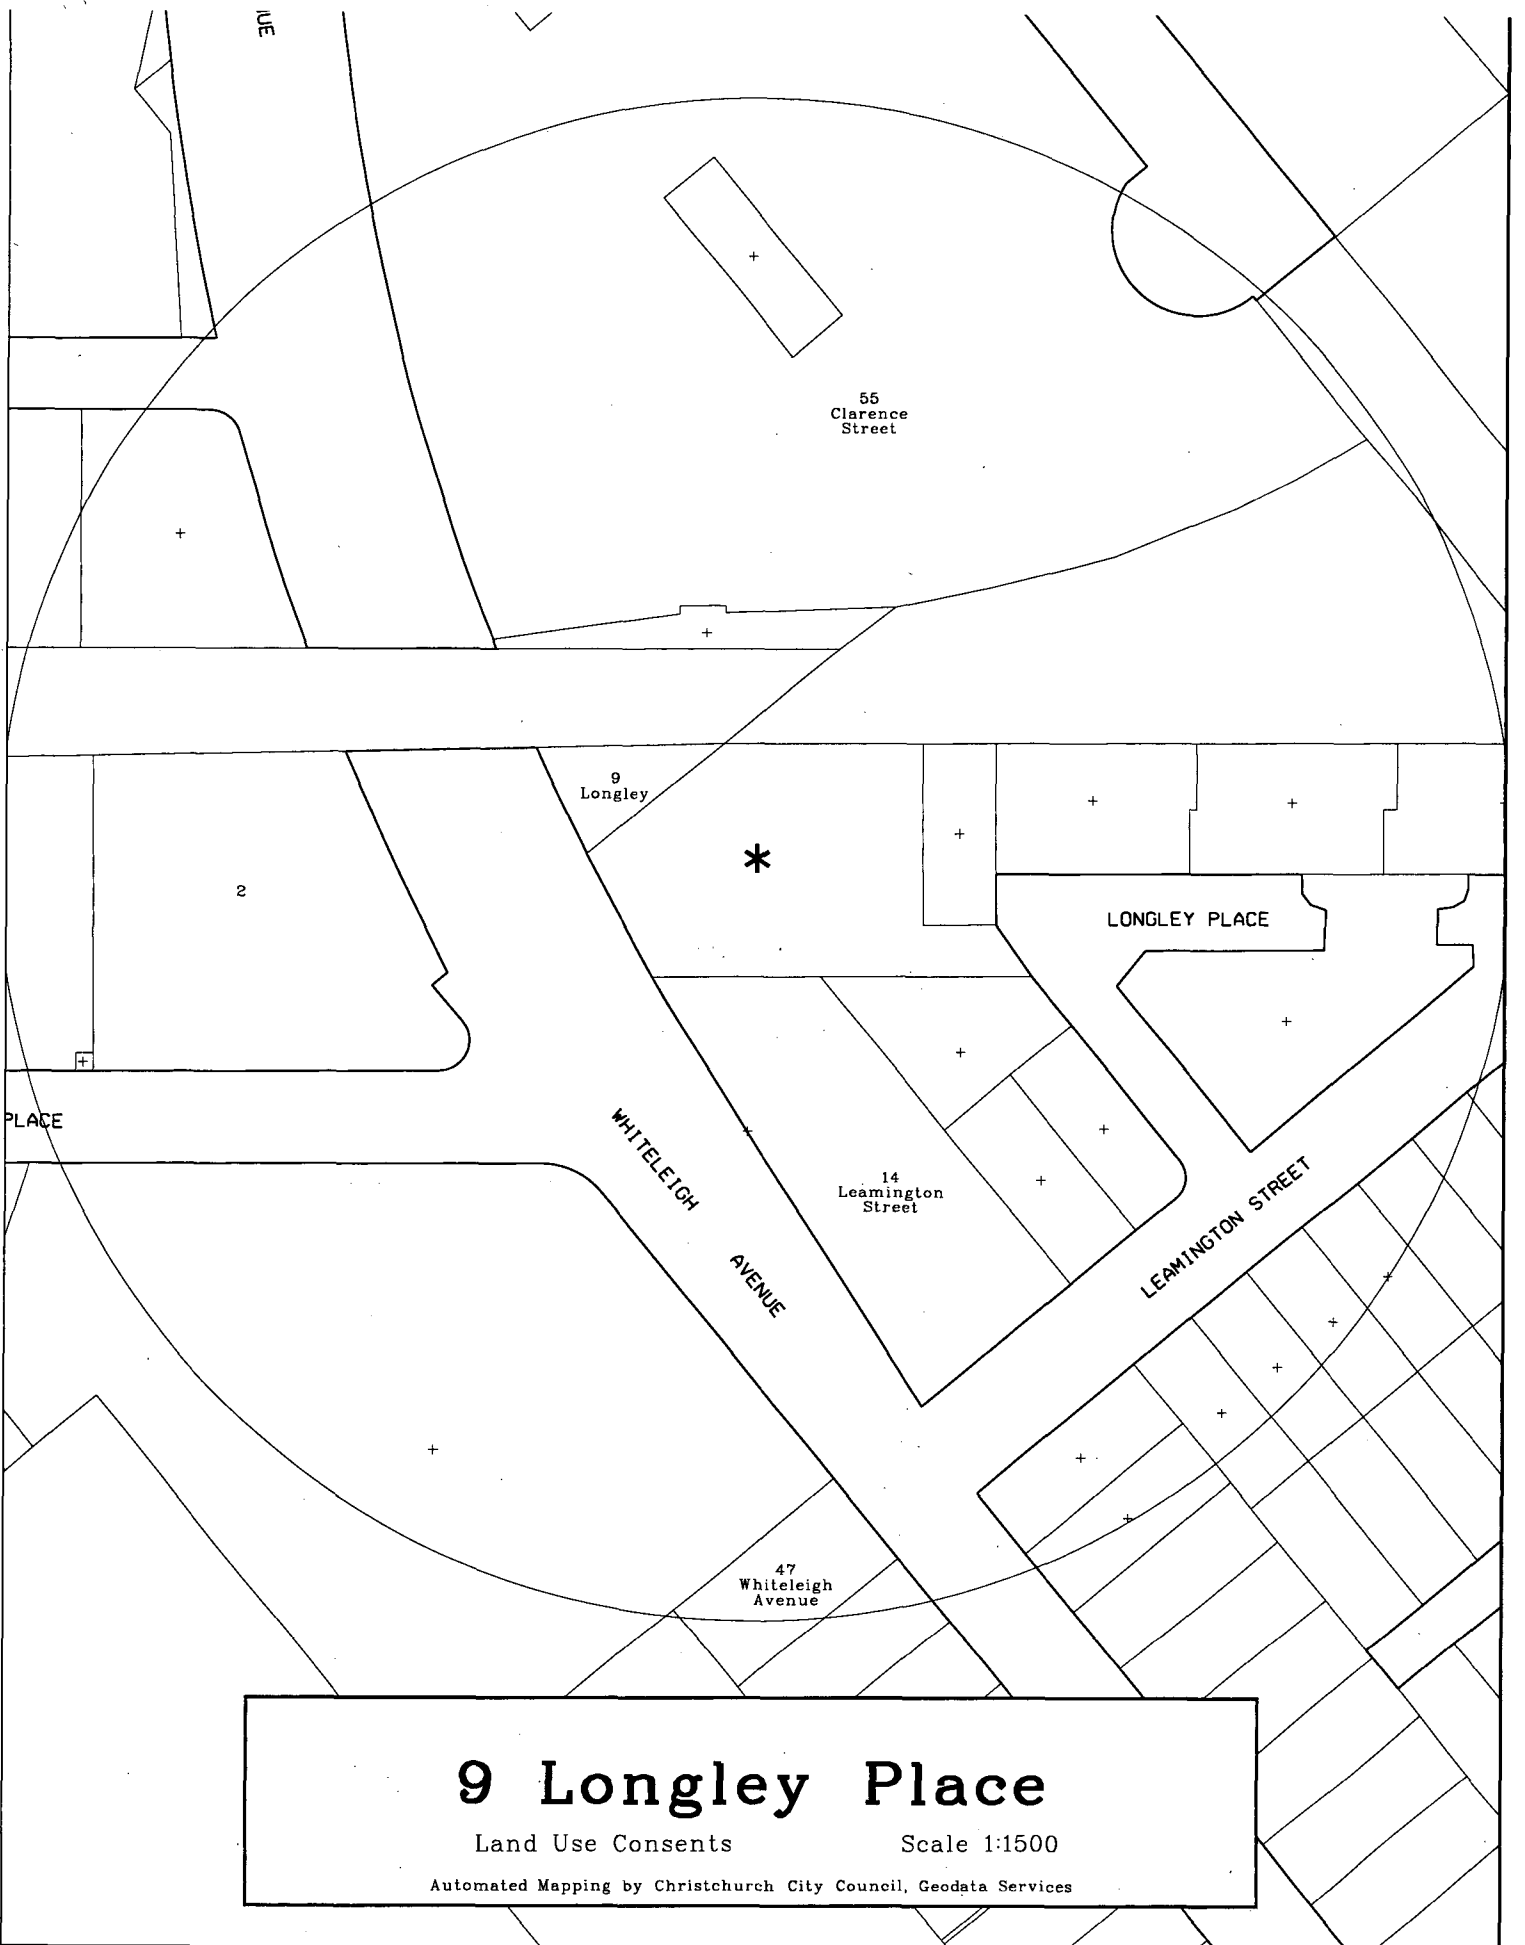 55
Clarence
Street
9
Longley
2
LONGLEY PLACE
PLACE
WHITELEIGH
AVENUE
14
Leamington
Street
LEAMINGTON STREET
47
Whiteleigh
Avenue
9 Longley Place
Land Use Consents Scale 1:1500
Automated Mapping by Christchurch City Council, Geodata Services